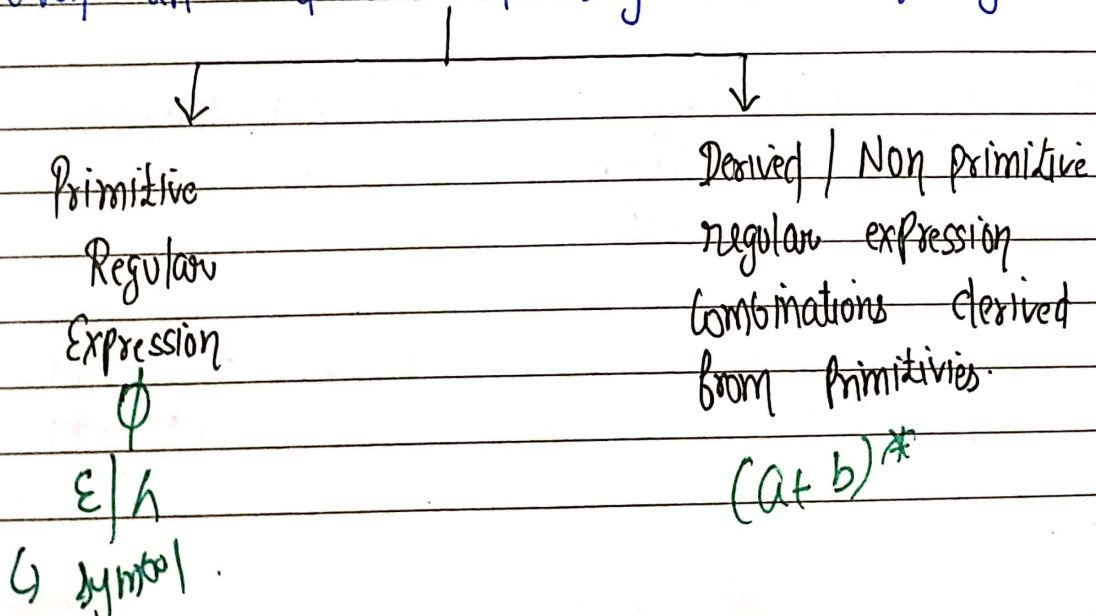 Primitive
Regular
Expression
ϕ
ε/λ
↳ symbol.
Derived / Non primitive
regular expression
Combinations derived
from Primitivies.
(a+b)*